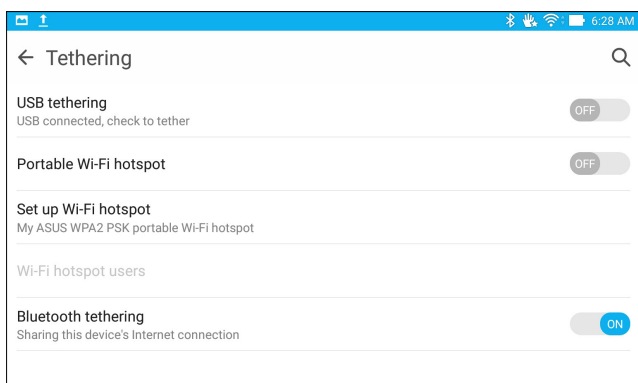 6:28 AM
Tethering
USB tethering
OFF
USB connected, check to tether
Portable Wi-Fi hotspot
OFF
Set up Wi-Fi hotspot
My ASUS WPA2 PSK portable Wi-Fi hotspot
Wi-Fi hotspot users
Bluetooth tethering
ON
Sharing this device's Internet connection